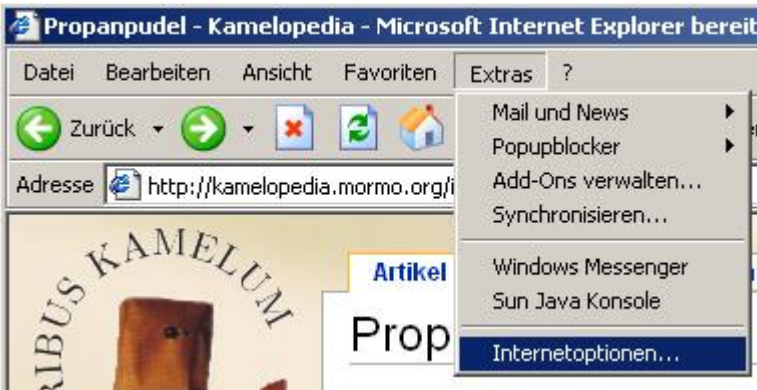 Propanpudel - Kamelopedia - Microsoft Internet Explorer bereit
Datei Bearbeiten Ansicht Favoriten Extras ?
Zurück
Adresse http://kamelopedia.mormo.org/i
Mail und News
Popupblocker
Add-Ons verwalten...
Synchronisieren...
Windows Messenger
Sun Java Konsole
Internetoptionen...
RIBUS KAMELUM
Artikel
Prop